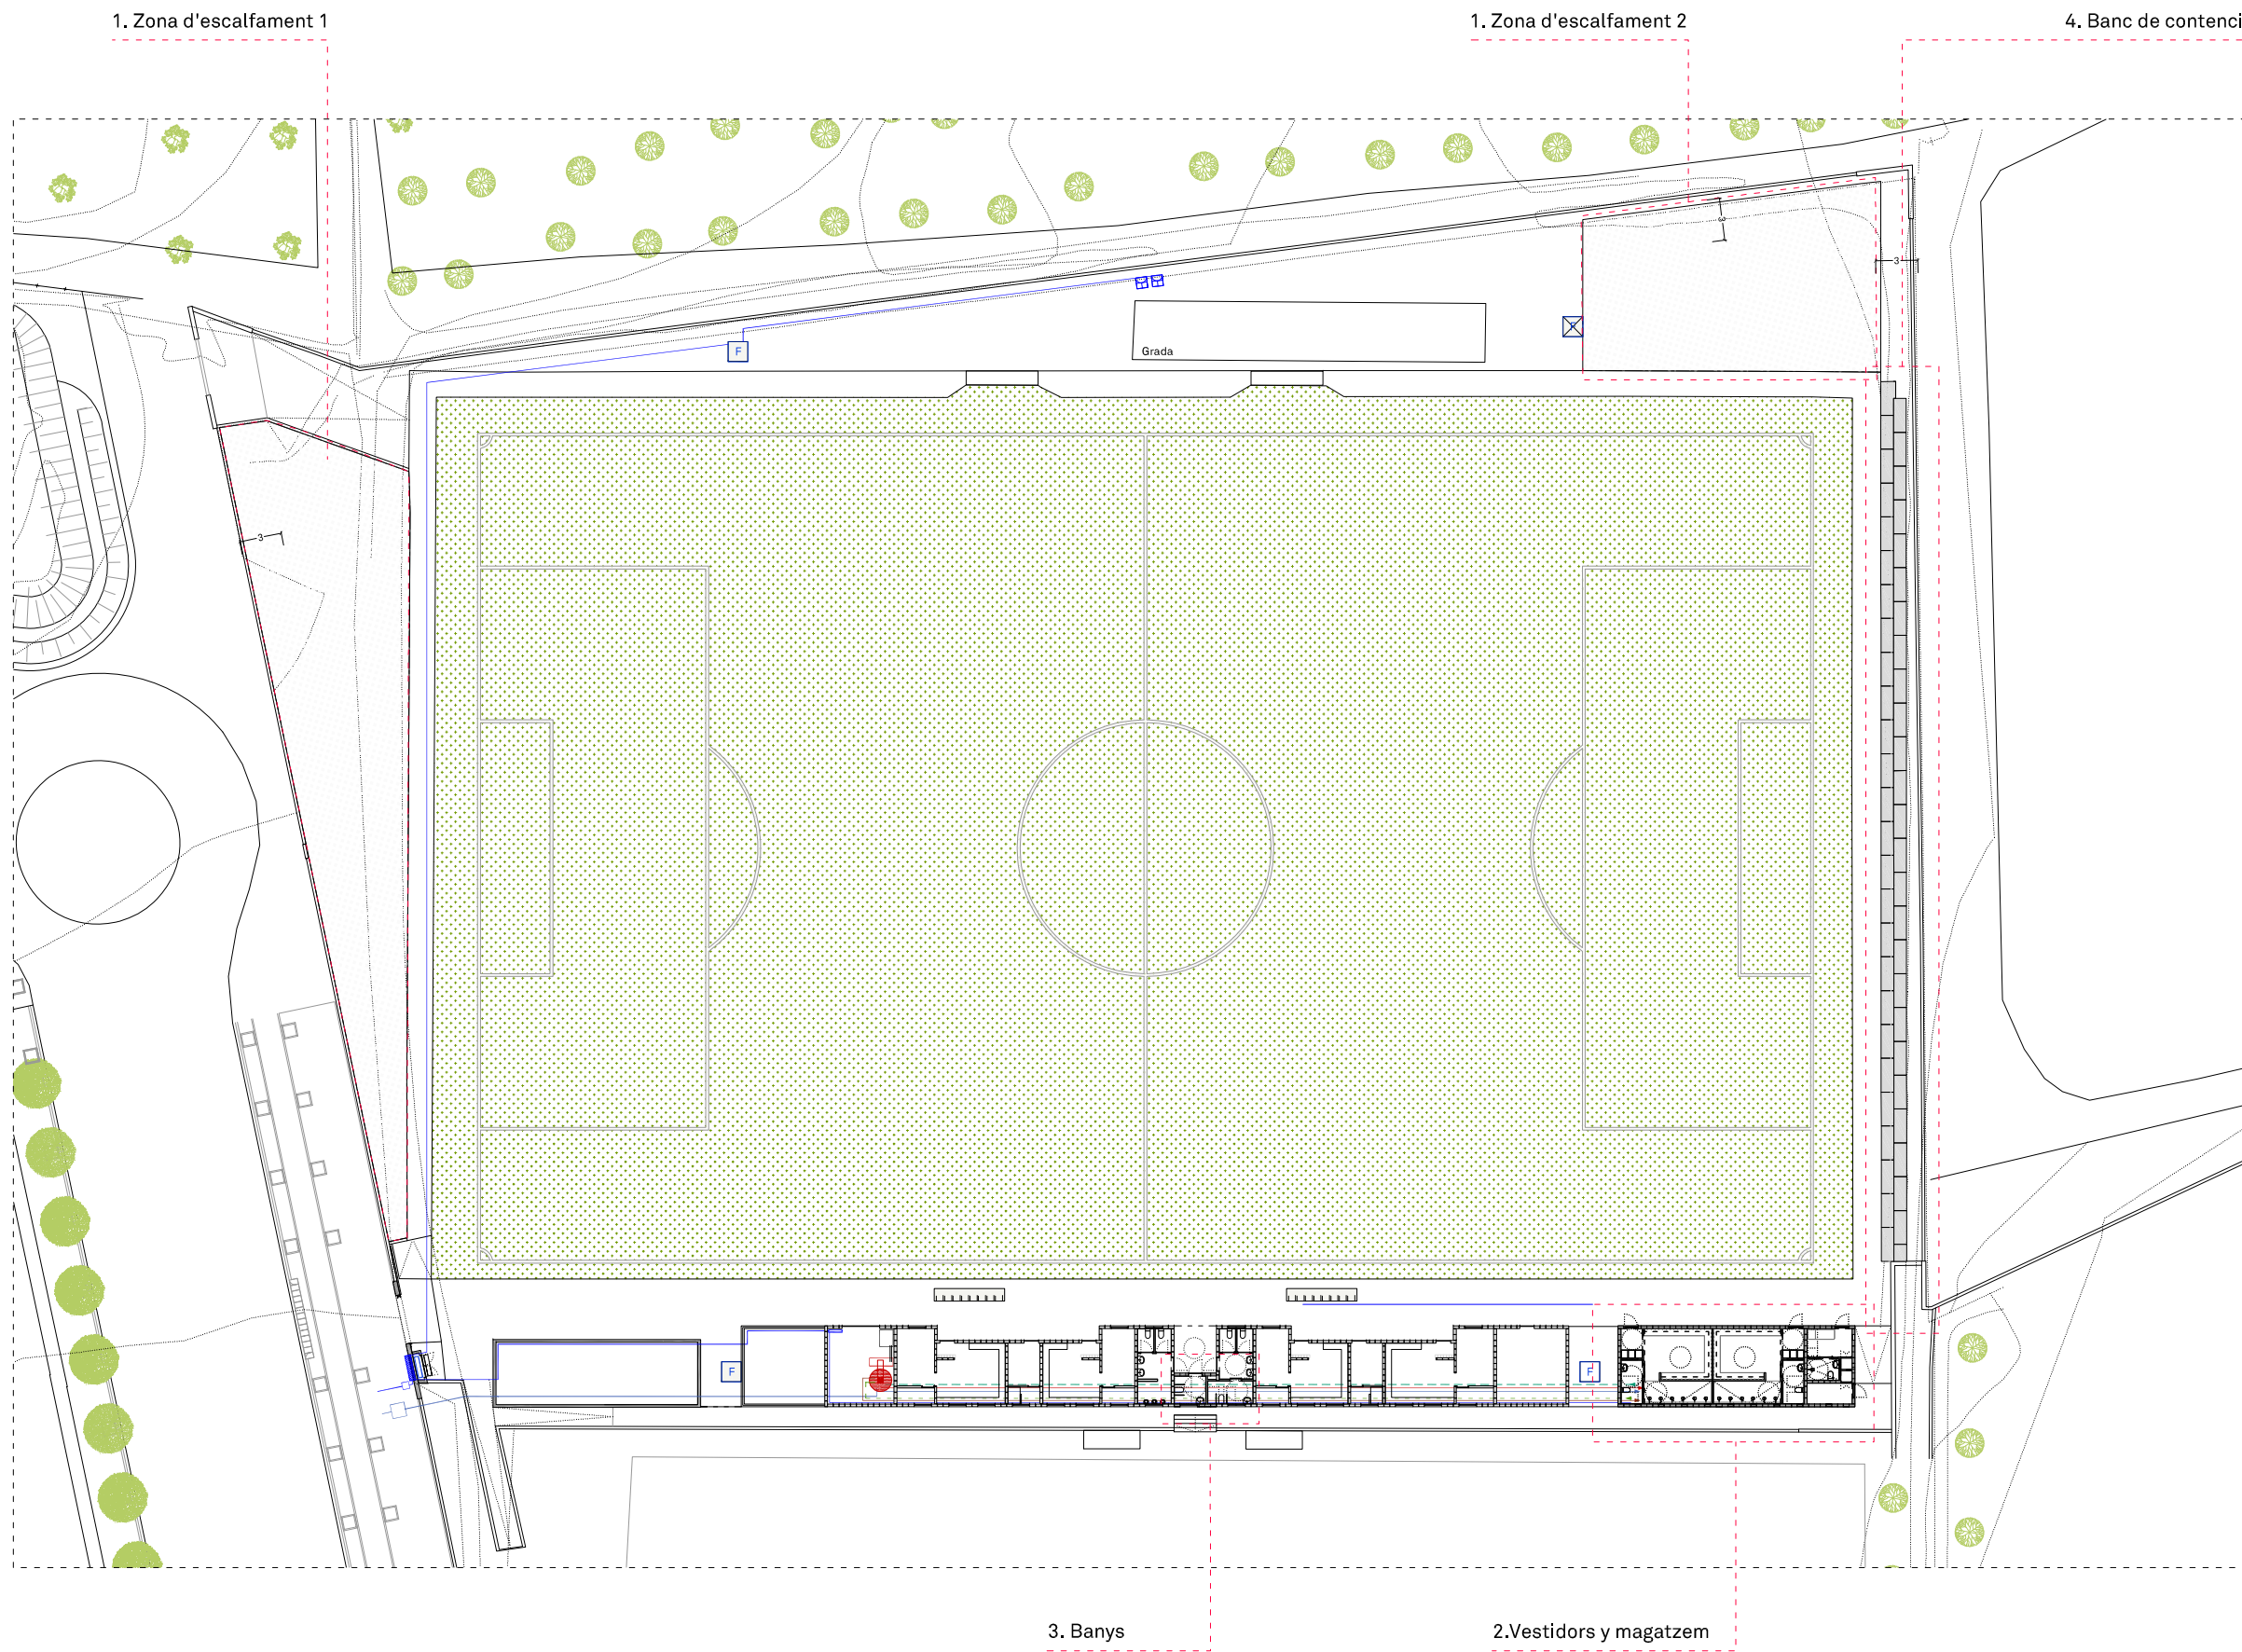 1. Zona d'escalfament 1
1. Zona d'escalfament 2
4. Banc de contenci
3
3
F
F
Grada
3
F
F
3. Banys
2.Vestidors y magatzem